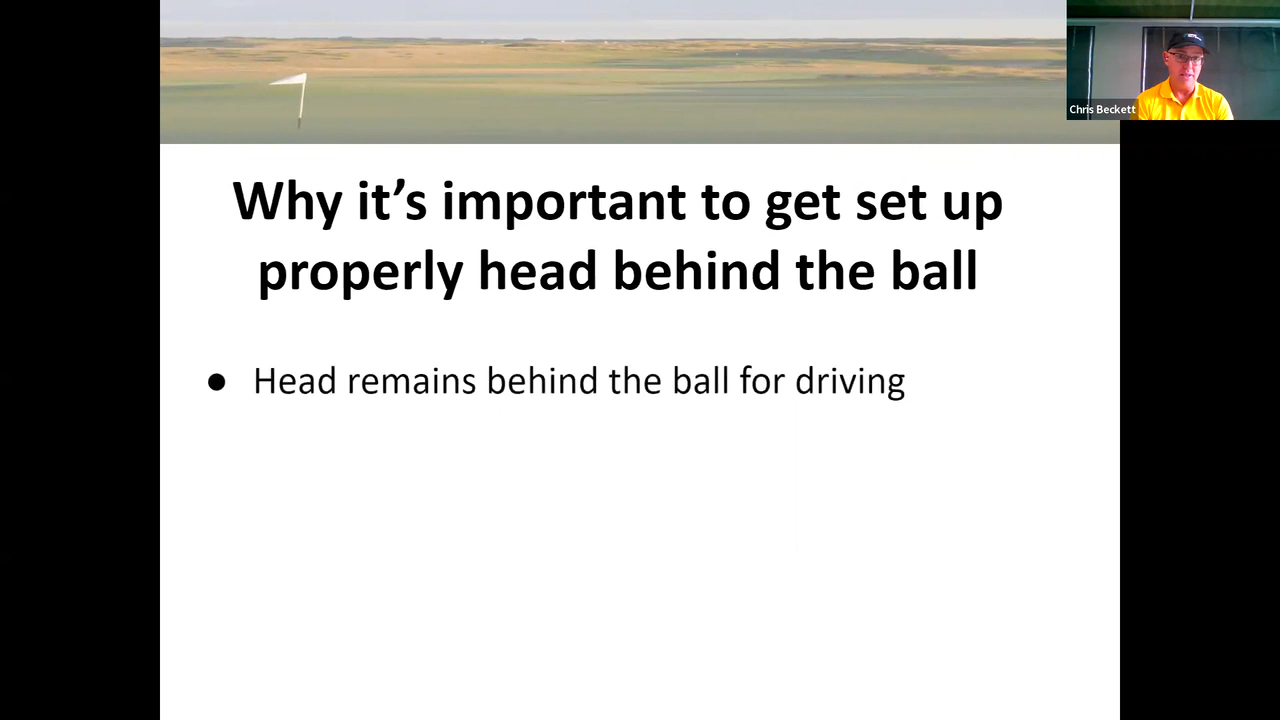 Chris Beckett
Why it's important to get set up
properly head behind the ball
● Head remains behind the ball for driving